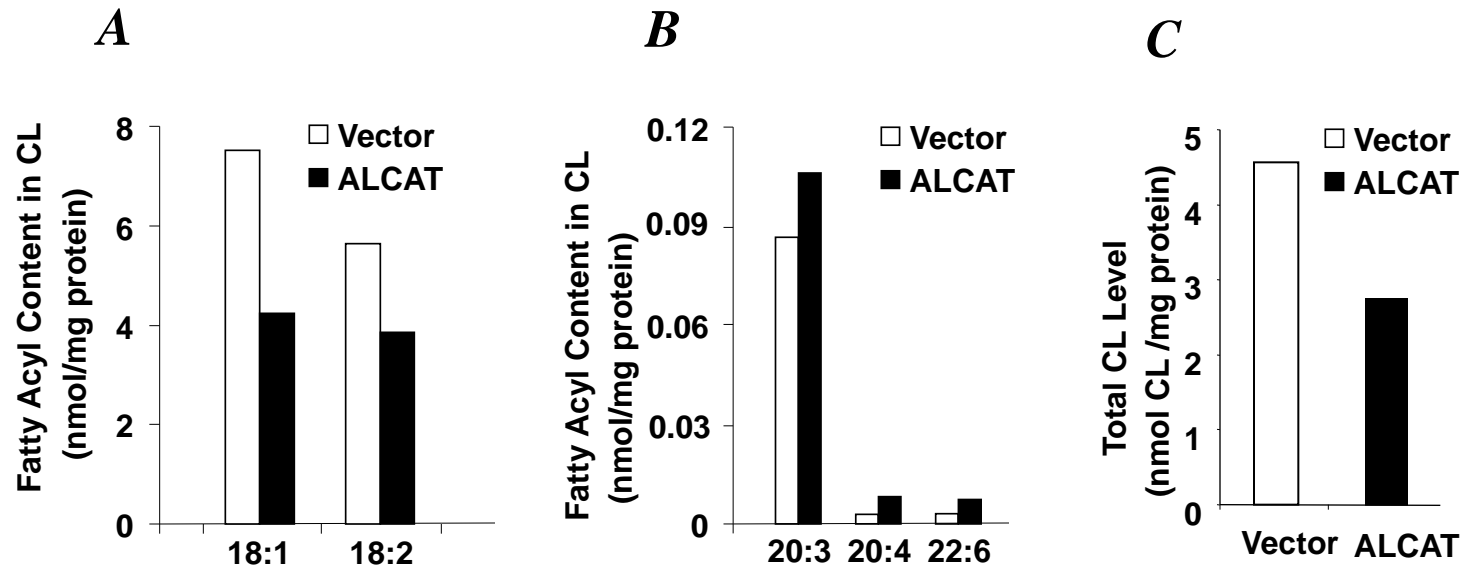 A
Fatty Acyl Content in CL
(nmol/mg protein)
8
6
4
2
0
Vector
ALCAT
18:1 18:2
B
Fatty Acyl Content in CL
(nmol/mg protein)
0.12
0.09
0.06
0.03
0
Vector
ALCAT
20:3 20:4 22:6
C
Total CL Level
(nmol CL /mg protein)
5
4
3
2
1
0
Vector
ALCAT
Vector ALCAT